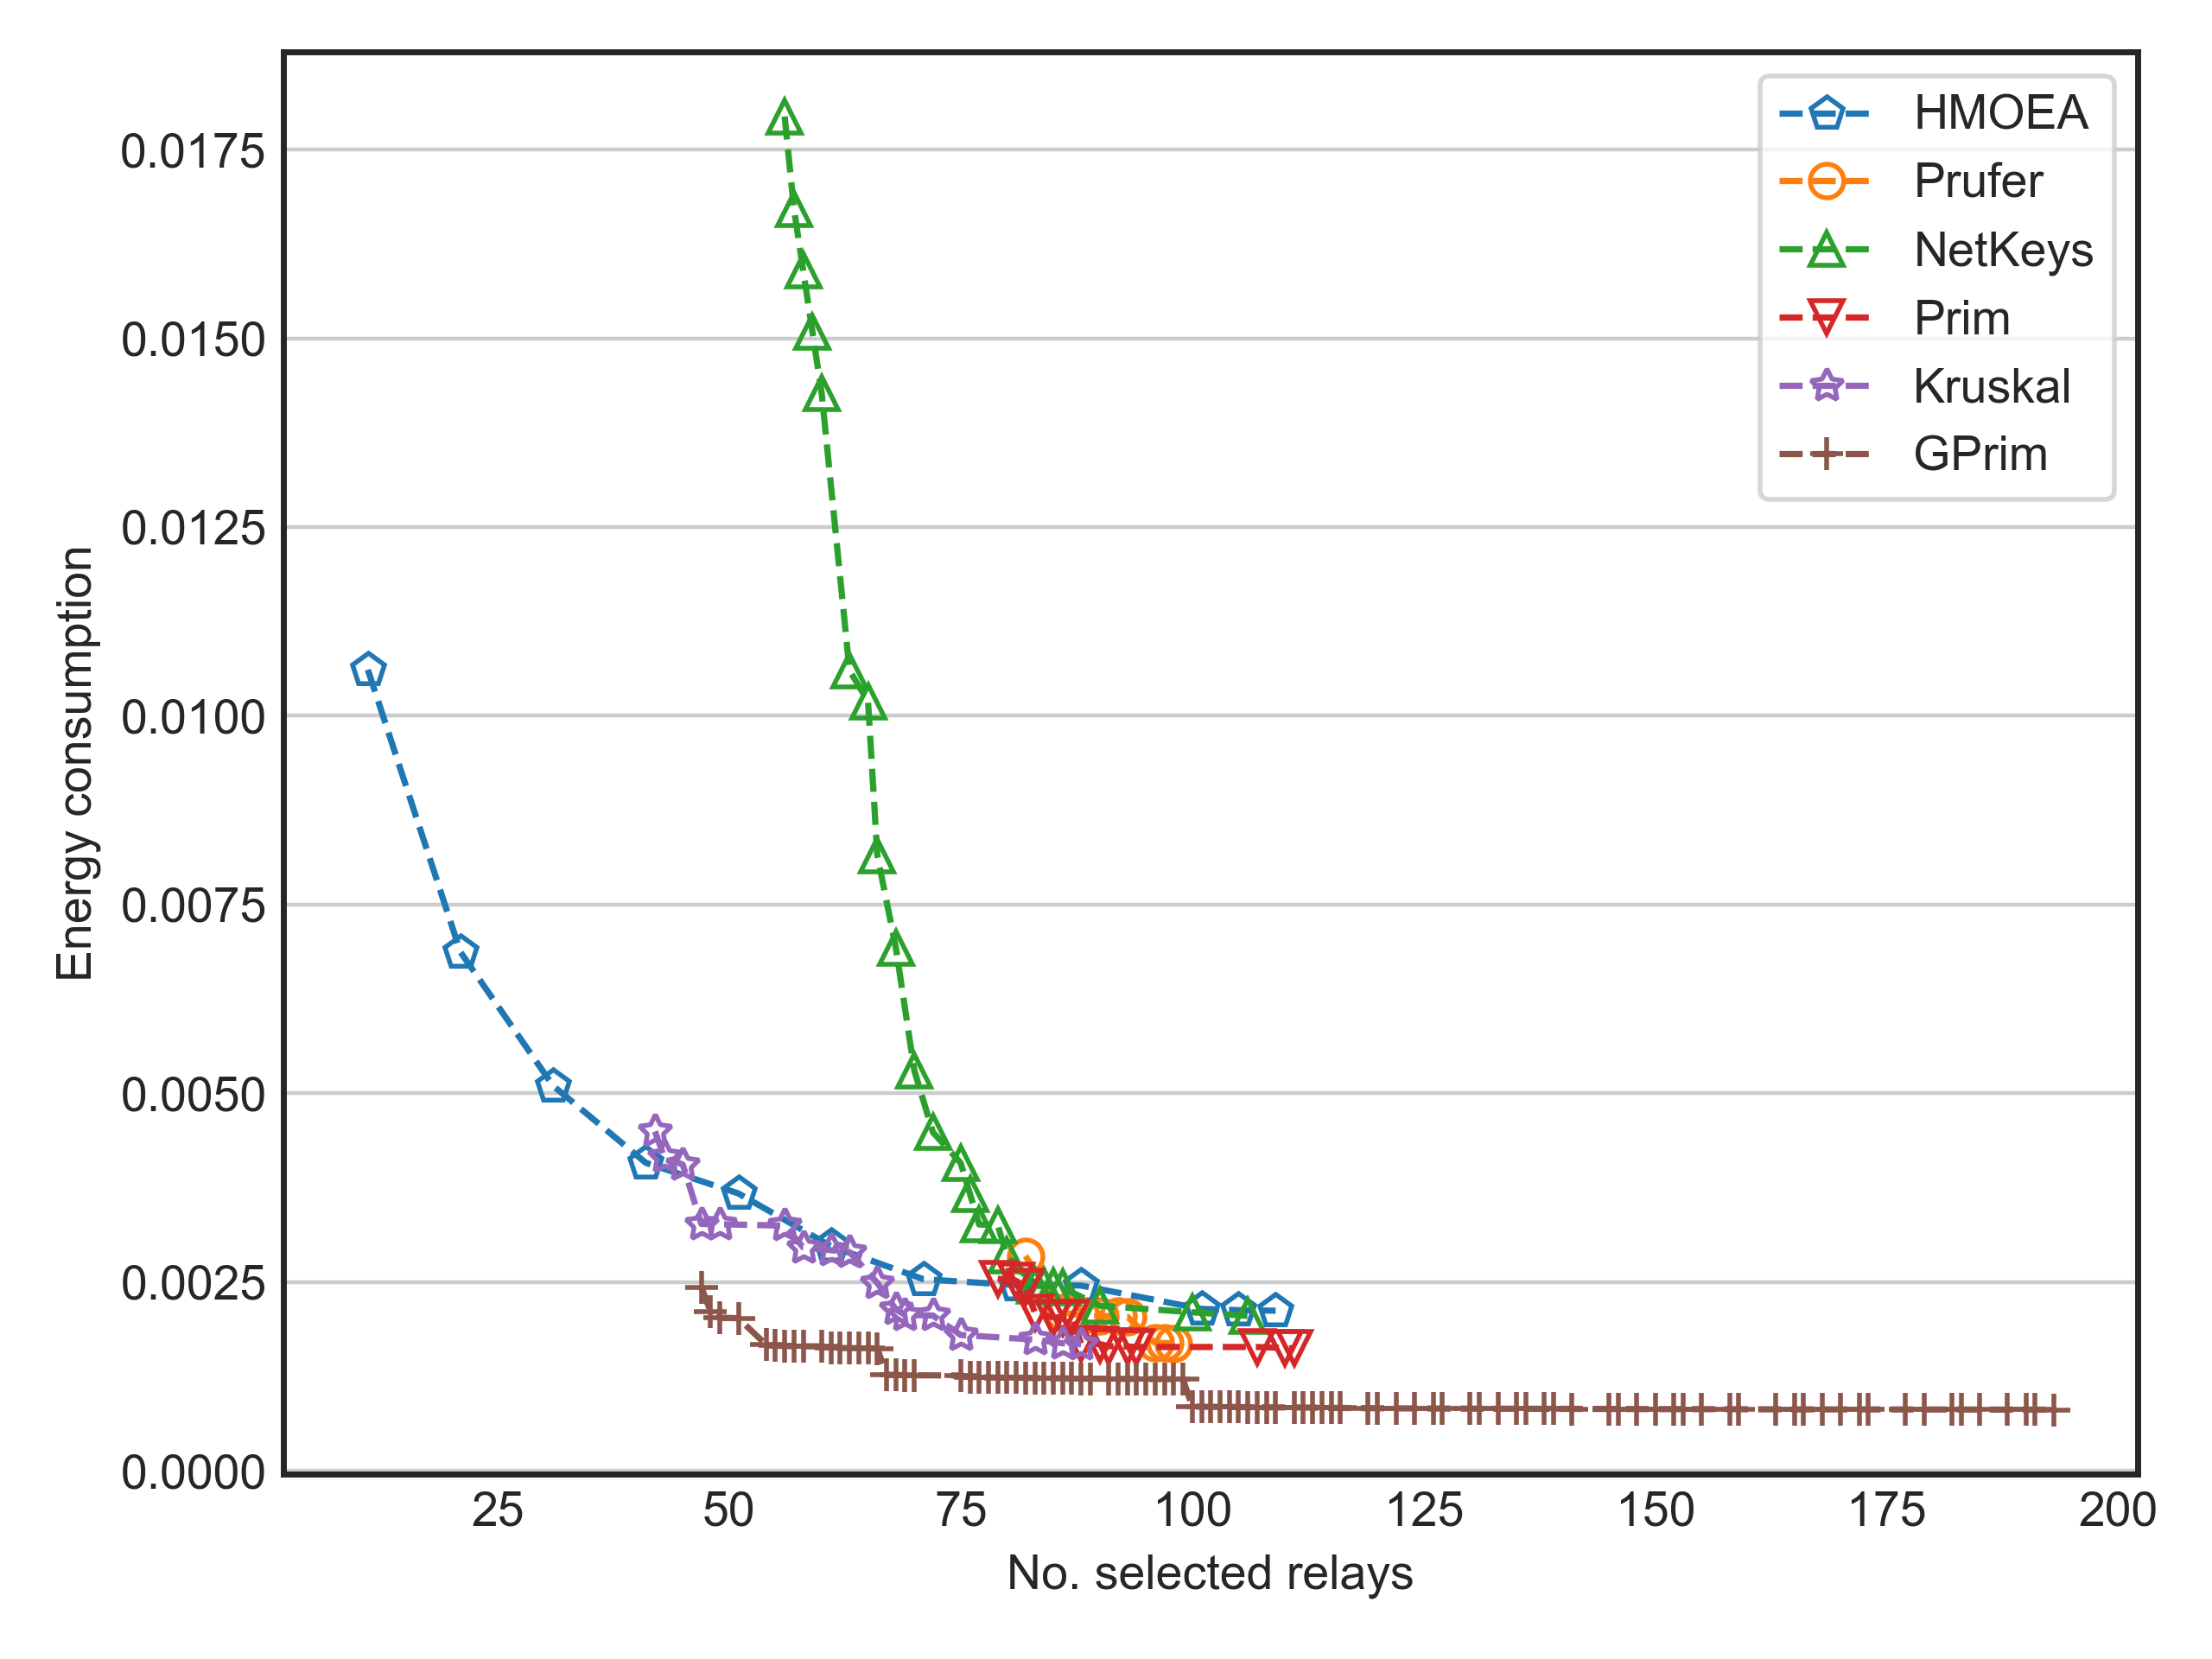 HMOEA
Prufer
NetKeys
Prim
Kruskal
GPrim
0.0175
0.0150
0.0125
0.0100
0.0075
0.0050
0.0025
0.0000
Energy consumption
25 50 75 100 125 150 175 200
No. selected relays